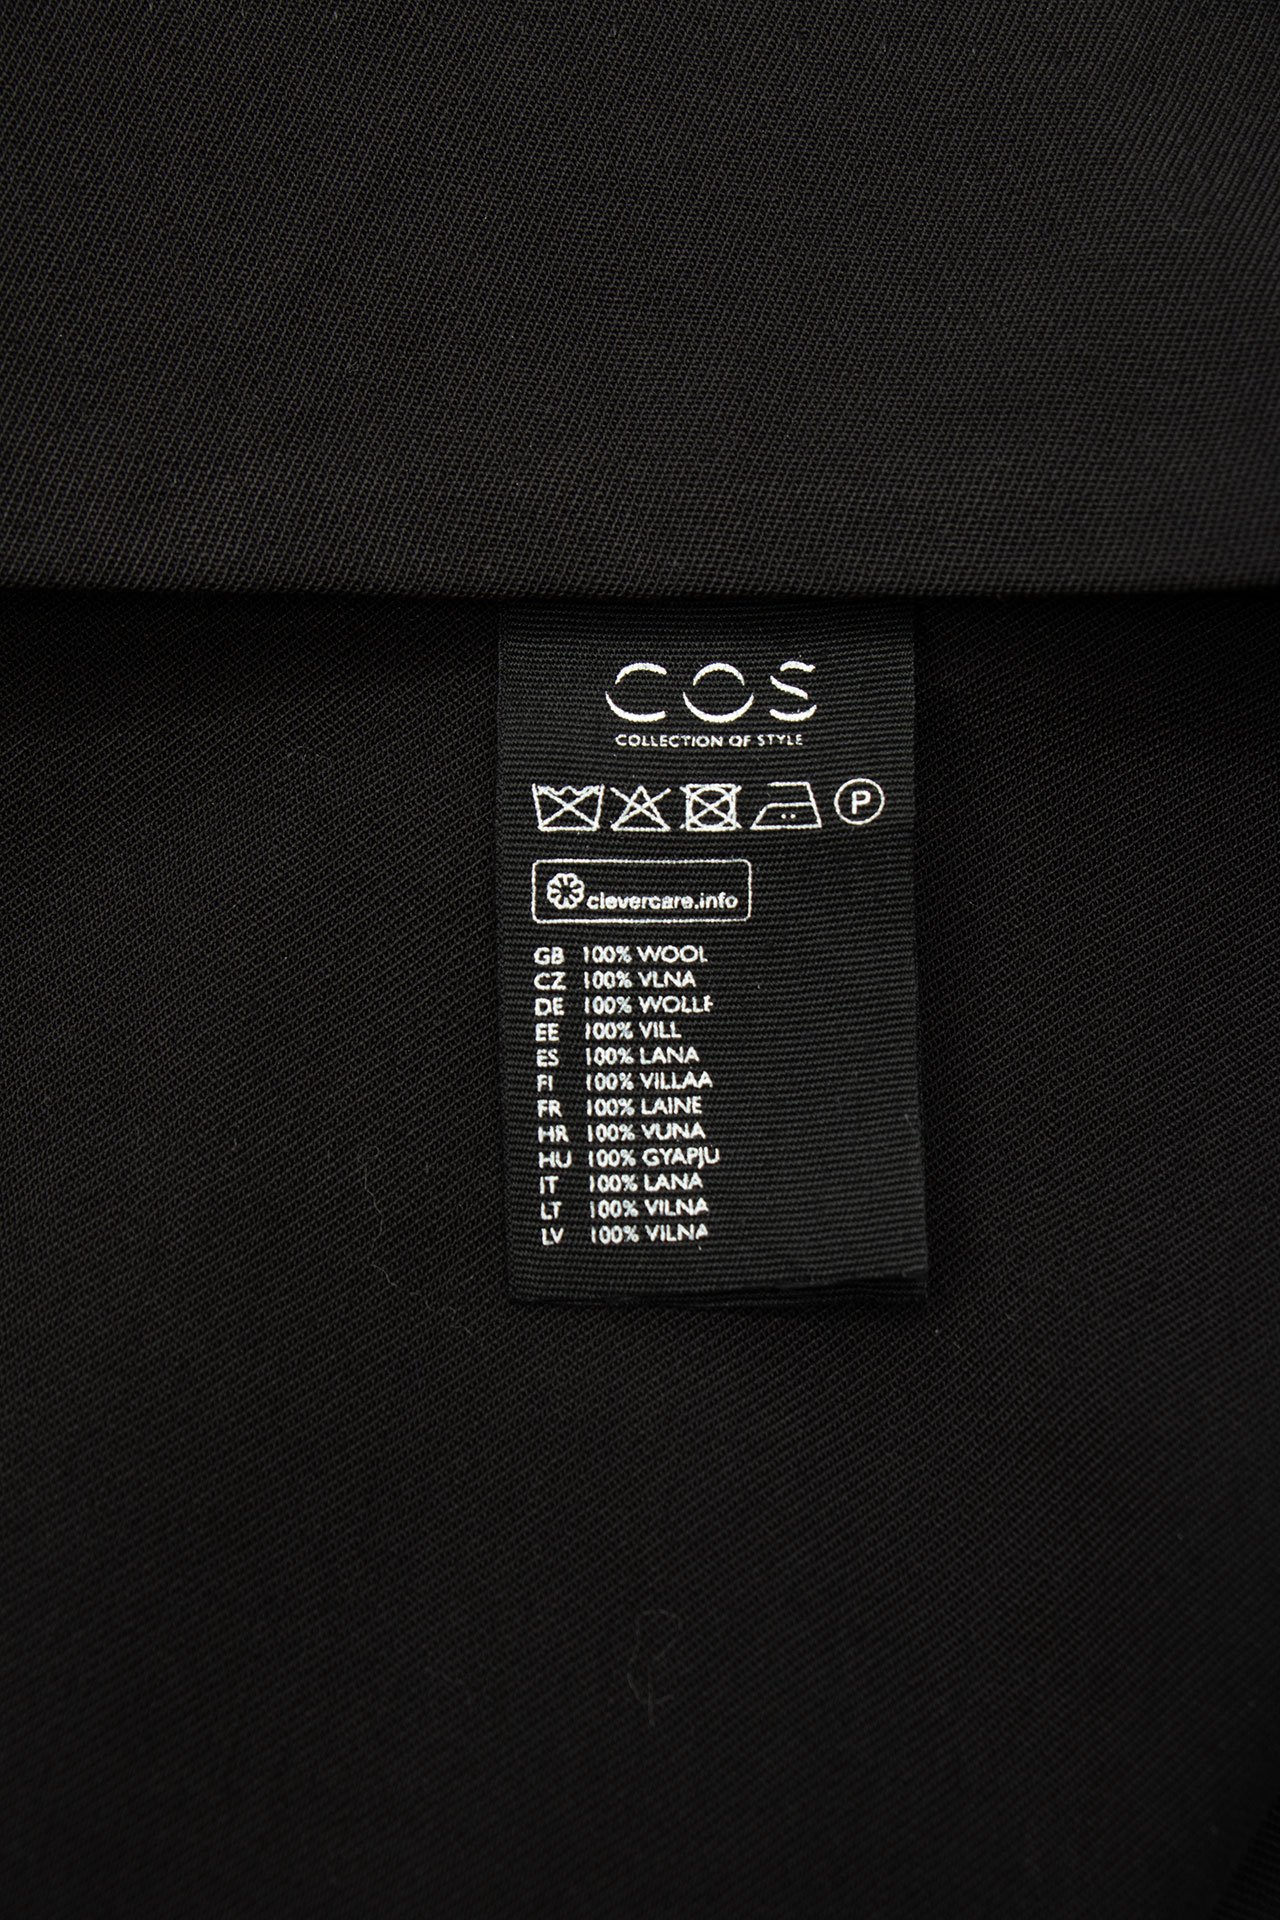 COS
COLLECTION OF STYLE
P
clevercare.info
GB 100% WOOL
CZ 100% VLNA
DE 100% WOLLE
EE 100% VILL
ES 100% LANA
FI 100% VILLAA
FR 100% LAINE
HR 100% VUNA
HU 100% GYAPJU
IT 100% LANA
LT 100% VILNA
LV 100% VILNA